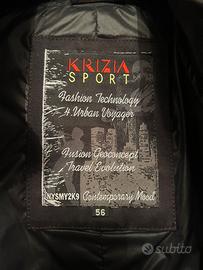 KRIZIA
SPORT
Fashion Technology
4 Urban Voyager
Fusion Geoconcept
Travel Evolution
NYSMY2K9 Contemporary Mood
56
subito